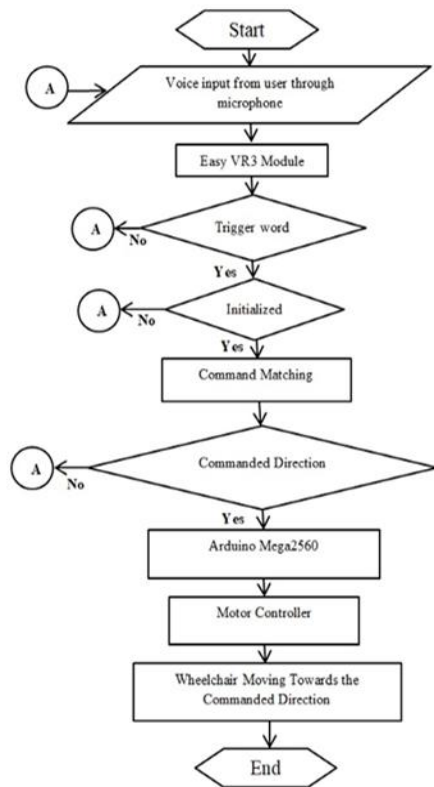 Start
A
Voice input from user through
microphone
Easy VR3 Module
A
No
Trigger word
Yes
A
No
Initialized
Yes
Command Matching
A
No
Commanded Direction
Yes
Arduino Mega2560
Motor Controller
Wheelchair Moving Towards the
Commanded Direction
End